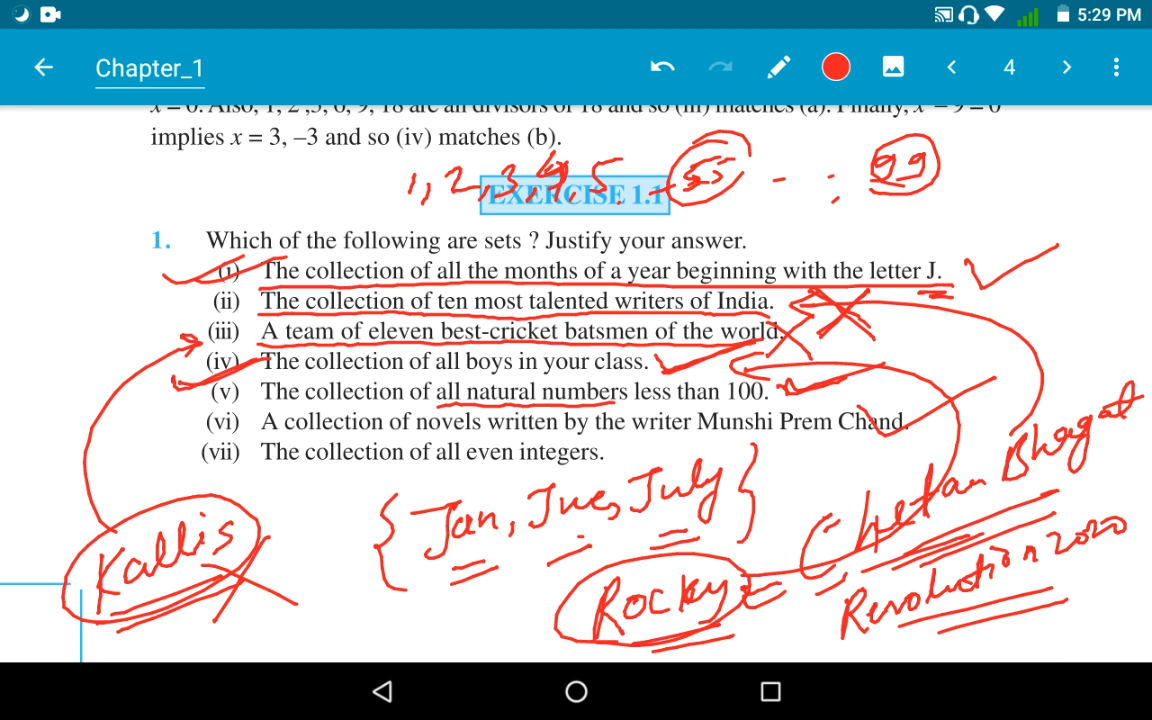 5:29 PM
Chapter_1
4
implies x = 3, –3 and so (iv) matches (b).
1, 2, 3, 4, 5. - 55 - - : 99
EXERCISE 1.1
1. Which of the following are sets ? Justify your answer.
(i) The collection of all the months of a year beginning with the letter J.
(ii) The collection of ten most talented writers of India.
(iii) A team of eleven best-cricket batsmen of the world.
(iv) The collection of all boys in your class.
(v) The collection of all natural numbers less than 100.
(vi) A collection of novels written by the writer Munshi Prem Chand.
(vii) The collection of all even integers.
{Jan, Jue, July}
Chetan Bhagat
Kallis
Rocky
Revolution 2020